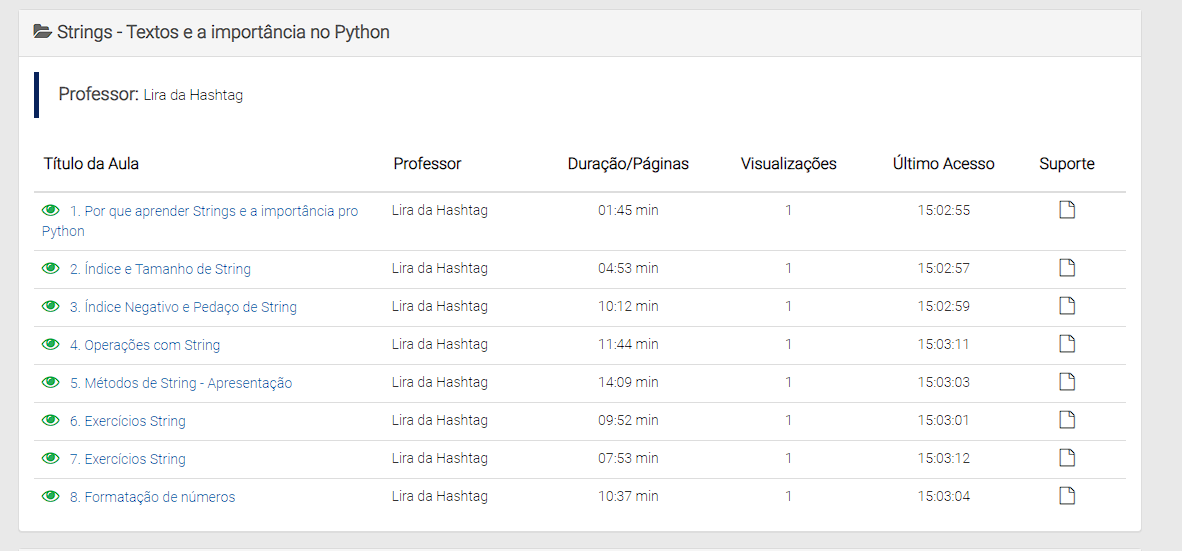 Strings - Textos e a importância no Python
Professor: Lira da Hashtag
Título da Aula Professor Duração/Páginas Visualizações Último Acesso Suporte
1. Por que aprender Strings e a importância pro Lira da Hashtag 01:45 min 1 15:02:55
Python
2. Índice e Tamanho de String Lira da Hashtag 04:53 min 1 15:02:57
3. Índice Negativo e Pedaço de String Lira da Hashtag 10:12 min 1 15:02:59
4. Operações com String Lira da Hashtag 11:44 min 1 15:03:11
5. Métodos de String - Apresentação Lira da Hashtag 14:09 min 1 15:03:03
6. Exercícios String Lira da Hashtag 09:52 min 1 15:03:01
7. Exercícios String Lira da Hashtag 07:53 min 1 15:03:12
8. Formatação de números Lira da Hashtag 10:37 min 1 15:03:04